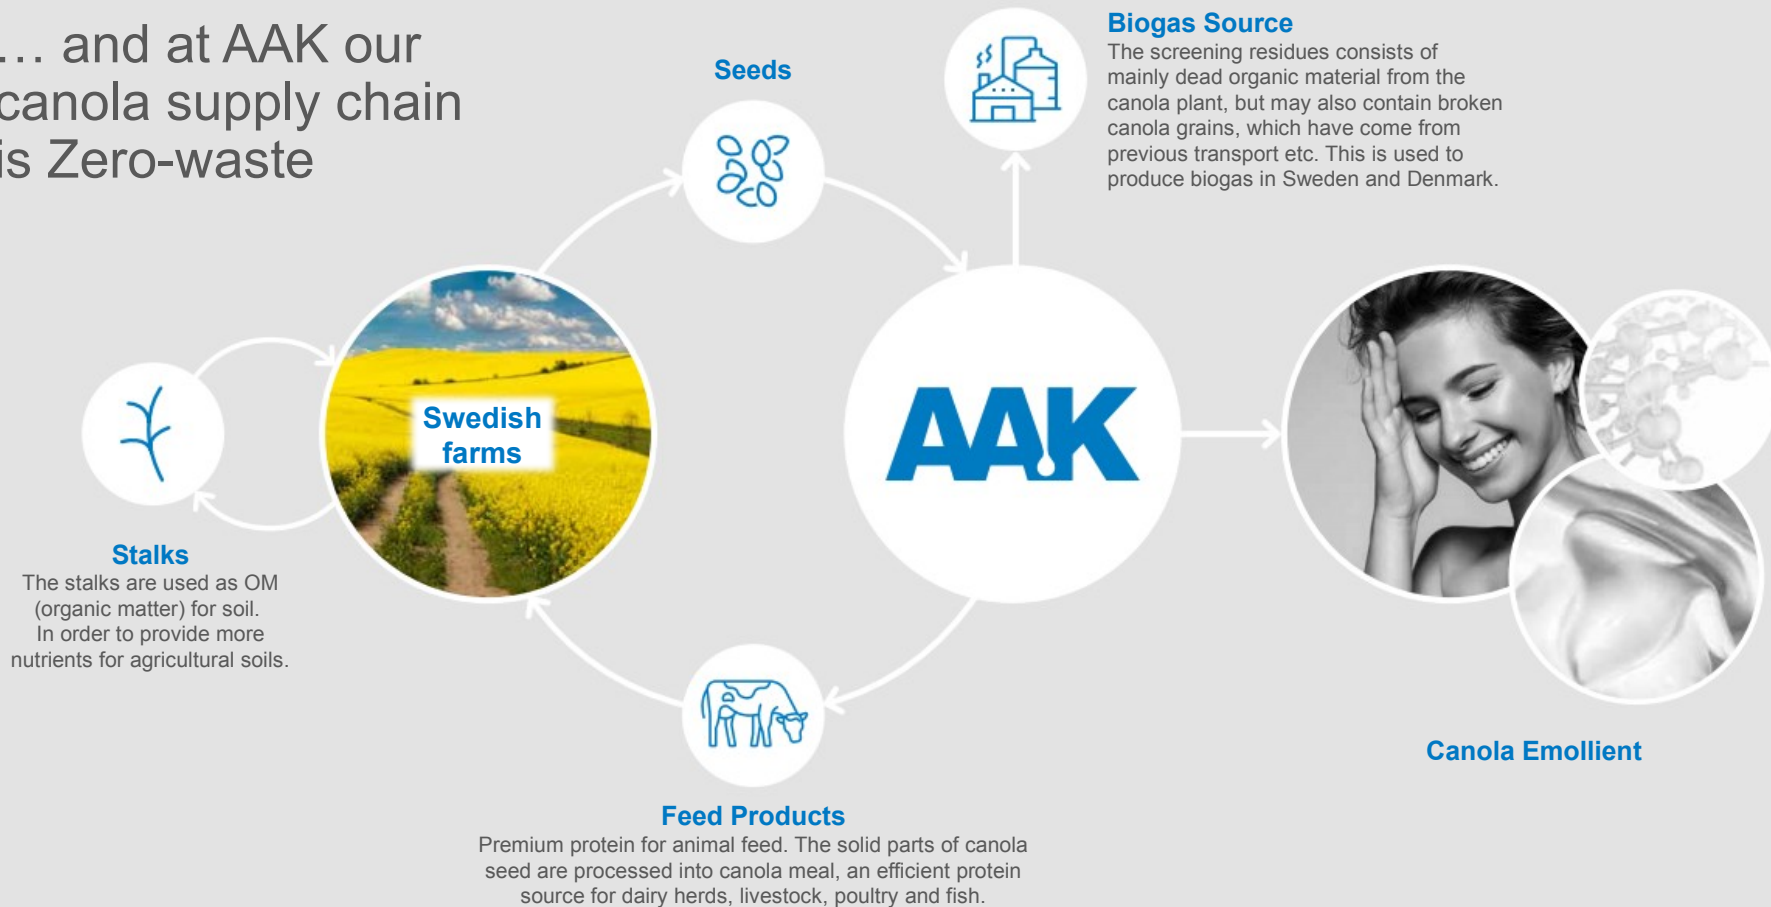 … and at AAK our
canola supply chain
is Zero-waste
Seeds
Biogas Source
The screening residues consists of
mainly dead organic material from the
canola plant, but may also contain broken
canola grains, which have come from
previous transport etc. This is used to
produce biogas in Sweden and Denmark.
Swedish
farms
AAK
Stalks
The stalks are used as OM
(organic matter) for soil.
In order to provide more
nutrients for agricultural soils.
Canola Emollient
Feed Products
Premium protein for animal feed. The solid parts of canola
seed are processed into canola meal, an efficient protein
source for dairy herds, livestock, poultry and fish.